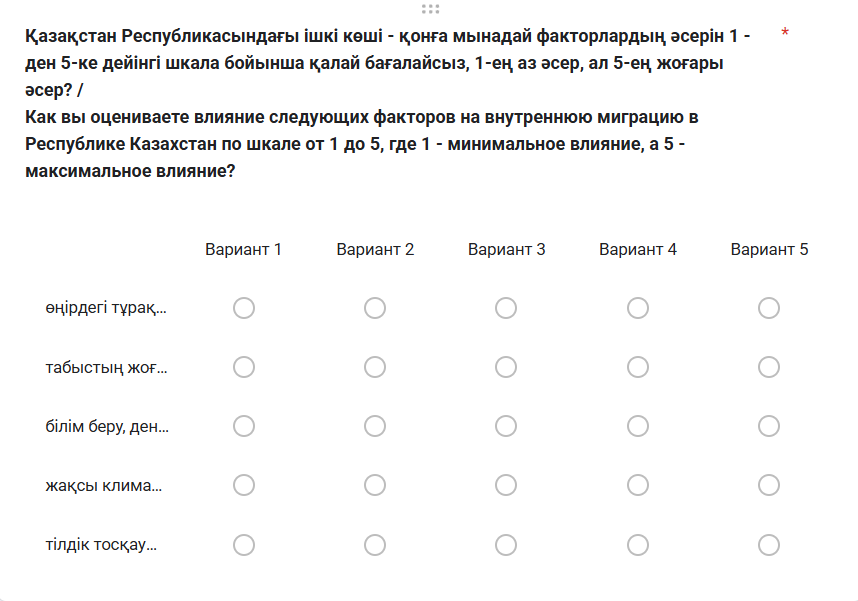 Қазақстан Республикасындағы ішкі көші - қонға мынадай факторлардың әсерін 1 - *
ден 5-ке дейінгі шкала бойынша қалай бағалайсыз, 1-ең аз әсер, ал 5-ең жоғары
әсер? /
Как вы оцениваете влияние следующих факторов на внутреннюю миграцию в
Республике Казахстан по шкале от 1 до 5, где 1 - минимальное влияние, а 5 -
максимальное влияние?
Вариант 1 Вариант 2 Вариант 3 Вариант 4 Вариант 5
өңірдегі тұрақ...
табыстың жоғ...
білім беру, ден...
жақсы клима...
тілдік тосқау...